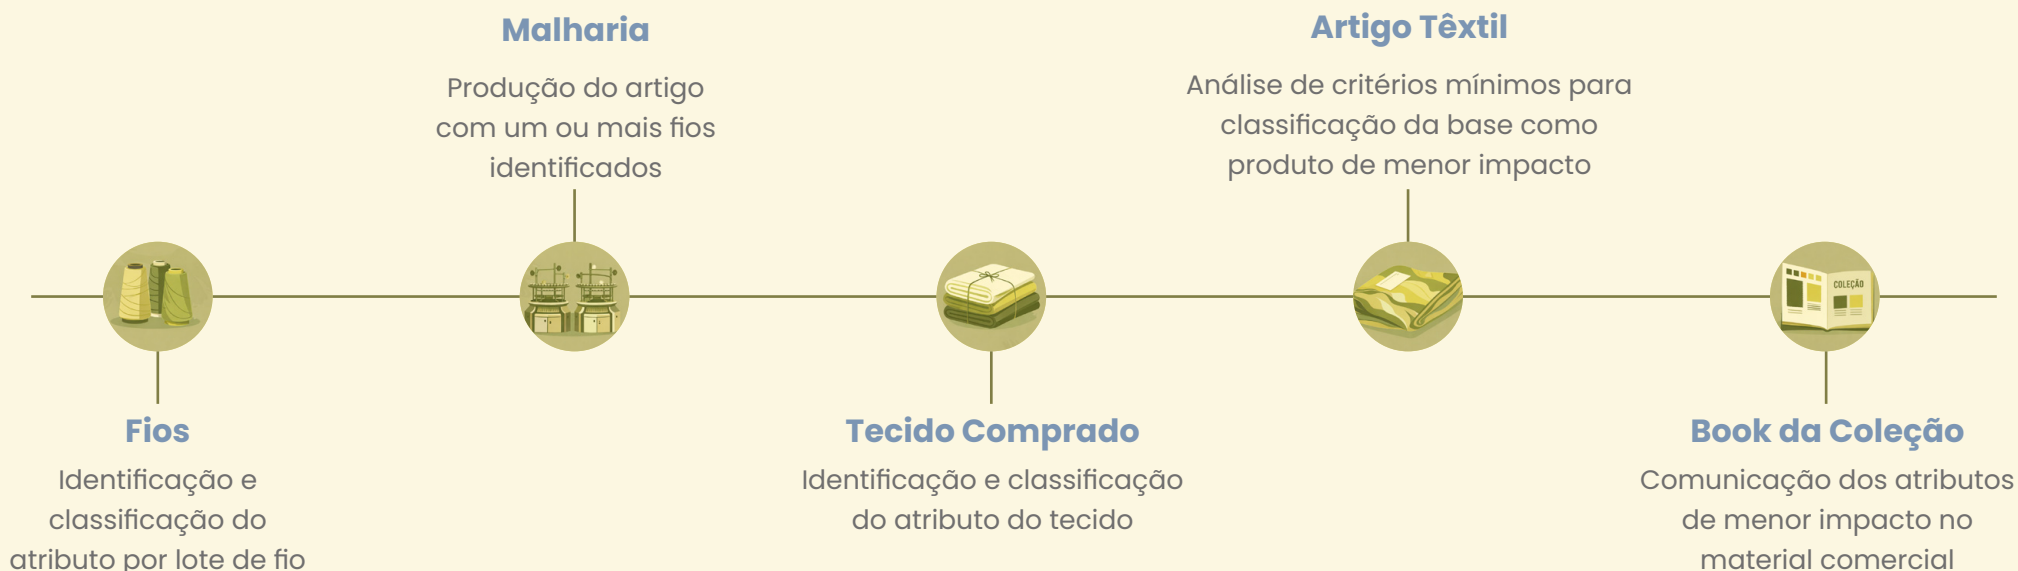 Fios
Identificação e
classificação do
atributo por lote de fio
Malharia
Produção do artigo
com um ou mais fios
identificados
Tecido Comprado
Identificação e classificação
do atributo do tecido
Artigo Têxtil
Análise de critérios mínimos para
classificação da base como
produto de menor impacto
COLEÇÃO
Book da Coleção
Comunicação dos atributos
de menor impacto no
material comercial